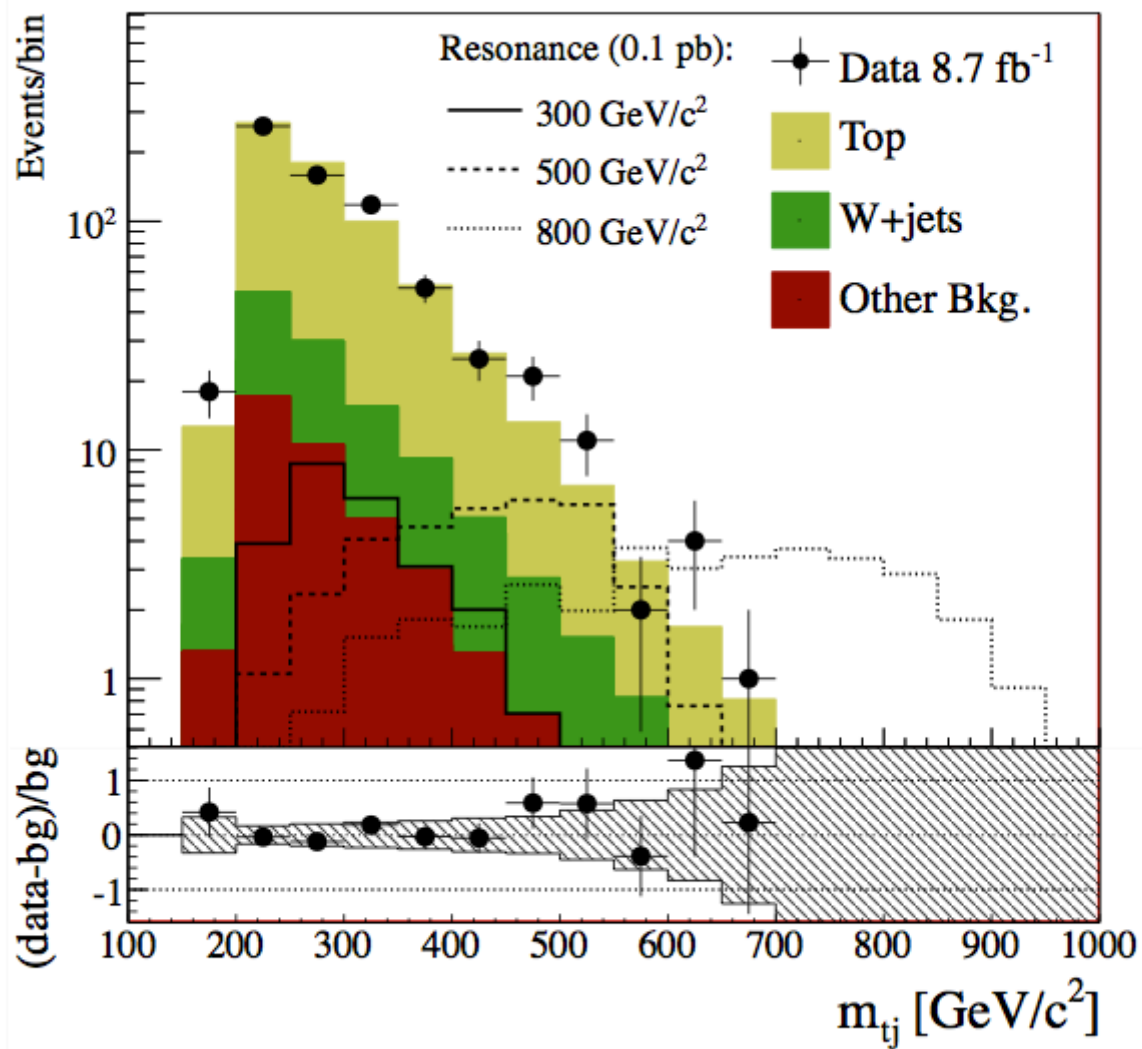 Events/bin
10²
10
1
Resonance (0.1 pb):
300 GeV/c²
500 GeV/c²
800 GeV/c²
Data 8.7 fb⁻¹
Top
W+jets
Other Bkg.
(data-bg)/bg
1
0
-1
100 200 300 400 500 600 700 800 900 1000
m_tj [GeV/c²]